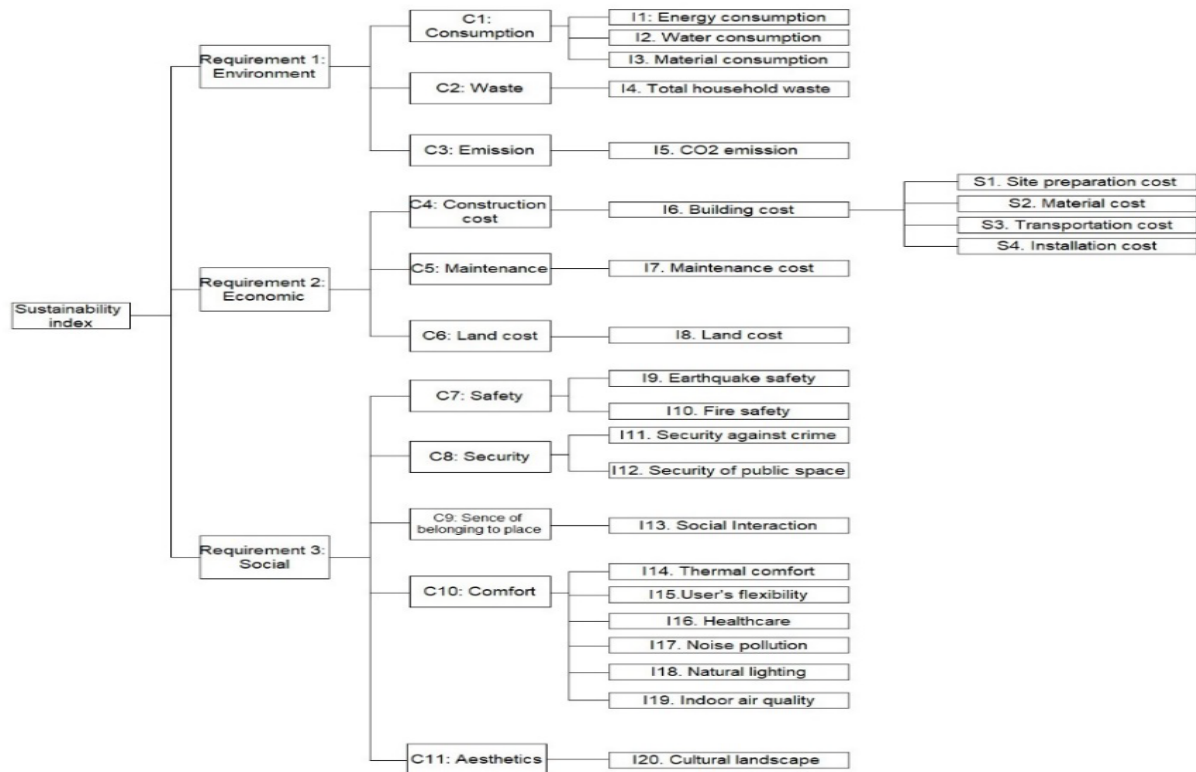 Sustainability
index
Requirement 1:
Environment
C1:
Consumption
I1: Energy consumption
I2. Water consumption
I3. Material consumption
C2: Waste
I4. Total household waste
C3: Emission
I5. CO2 emission
Requirement 2:
Economic
C4: Construction
cost
I6. Building cost
S1. Site preparation cost
S2. Material cost
S3. Transportation cost
S4. Installation cost
C5: Maintenance
I7. Maintenance cost
C6: Land cost
I8. Land cost
Requirement 3:
Social
C7: Safety
I9. Earthquake safety
I10. Fire safety
C8: Security
I11. Security against crime
I12. Security of public space
C9: Sence of
belonging to place
I13. Social Interaction
C10: Comfort
I14. Thermal comfort
I15.User's flexibility
I16. Healthcare
I17. Noise pollution
I18. Natural lighting
I19. Indoor air quality
C11: Aesthetics
I20. Cultural landscape